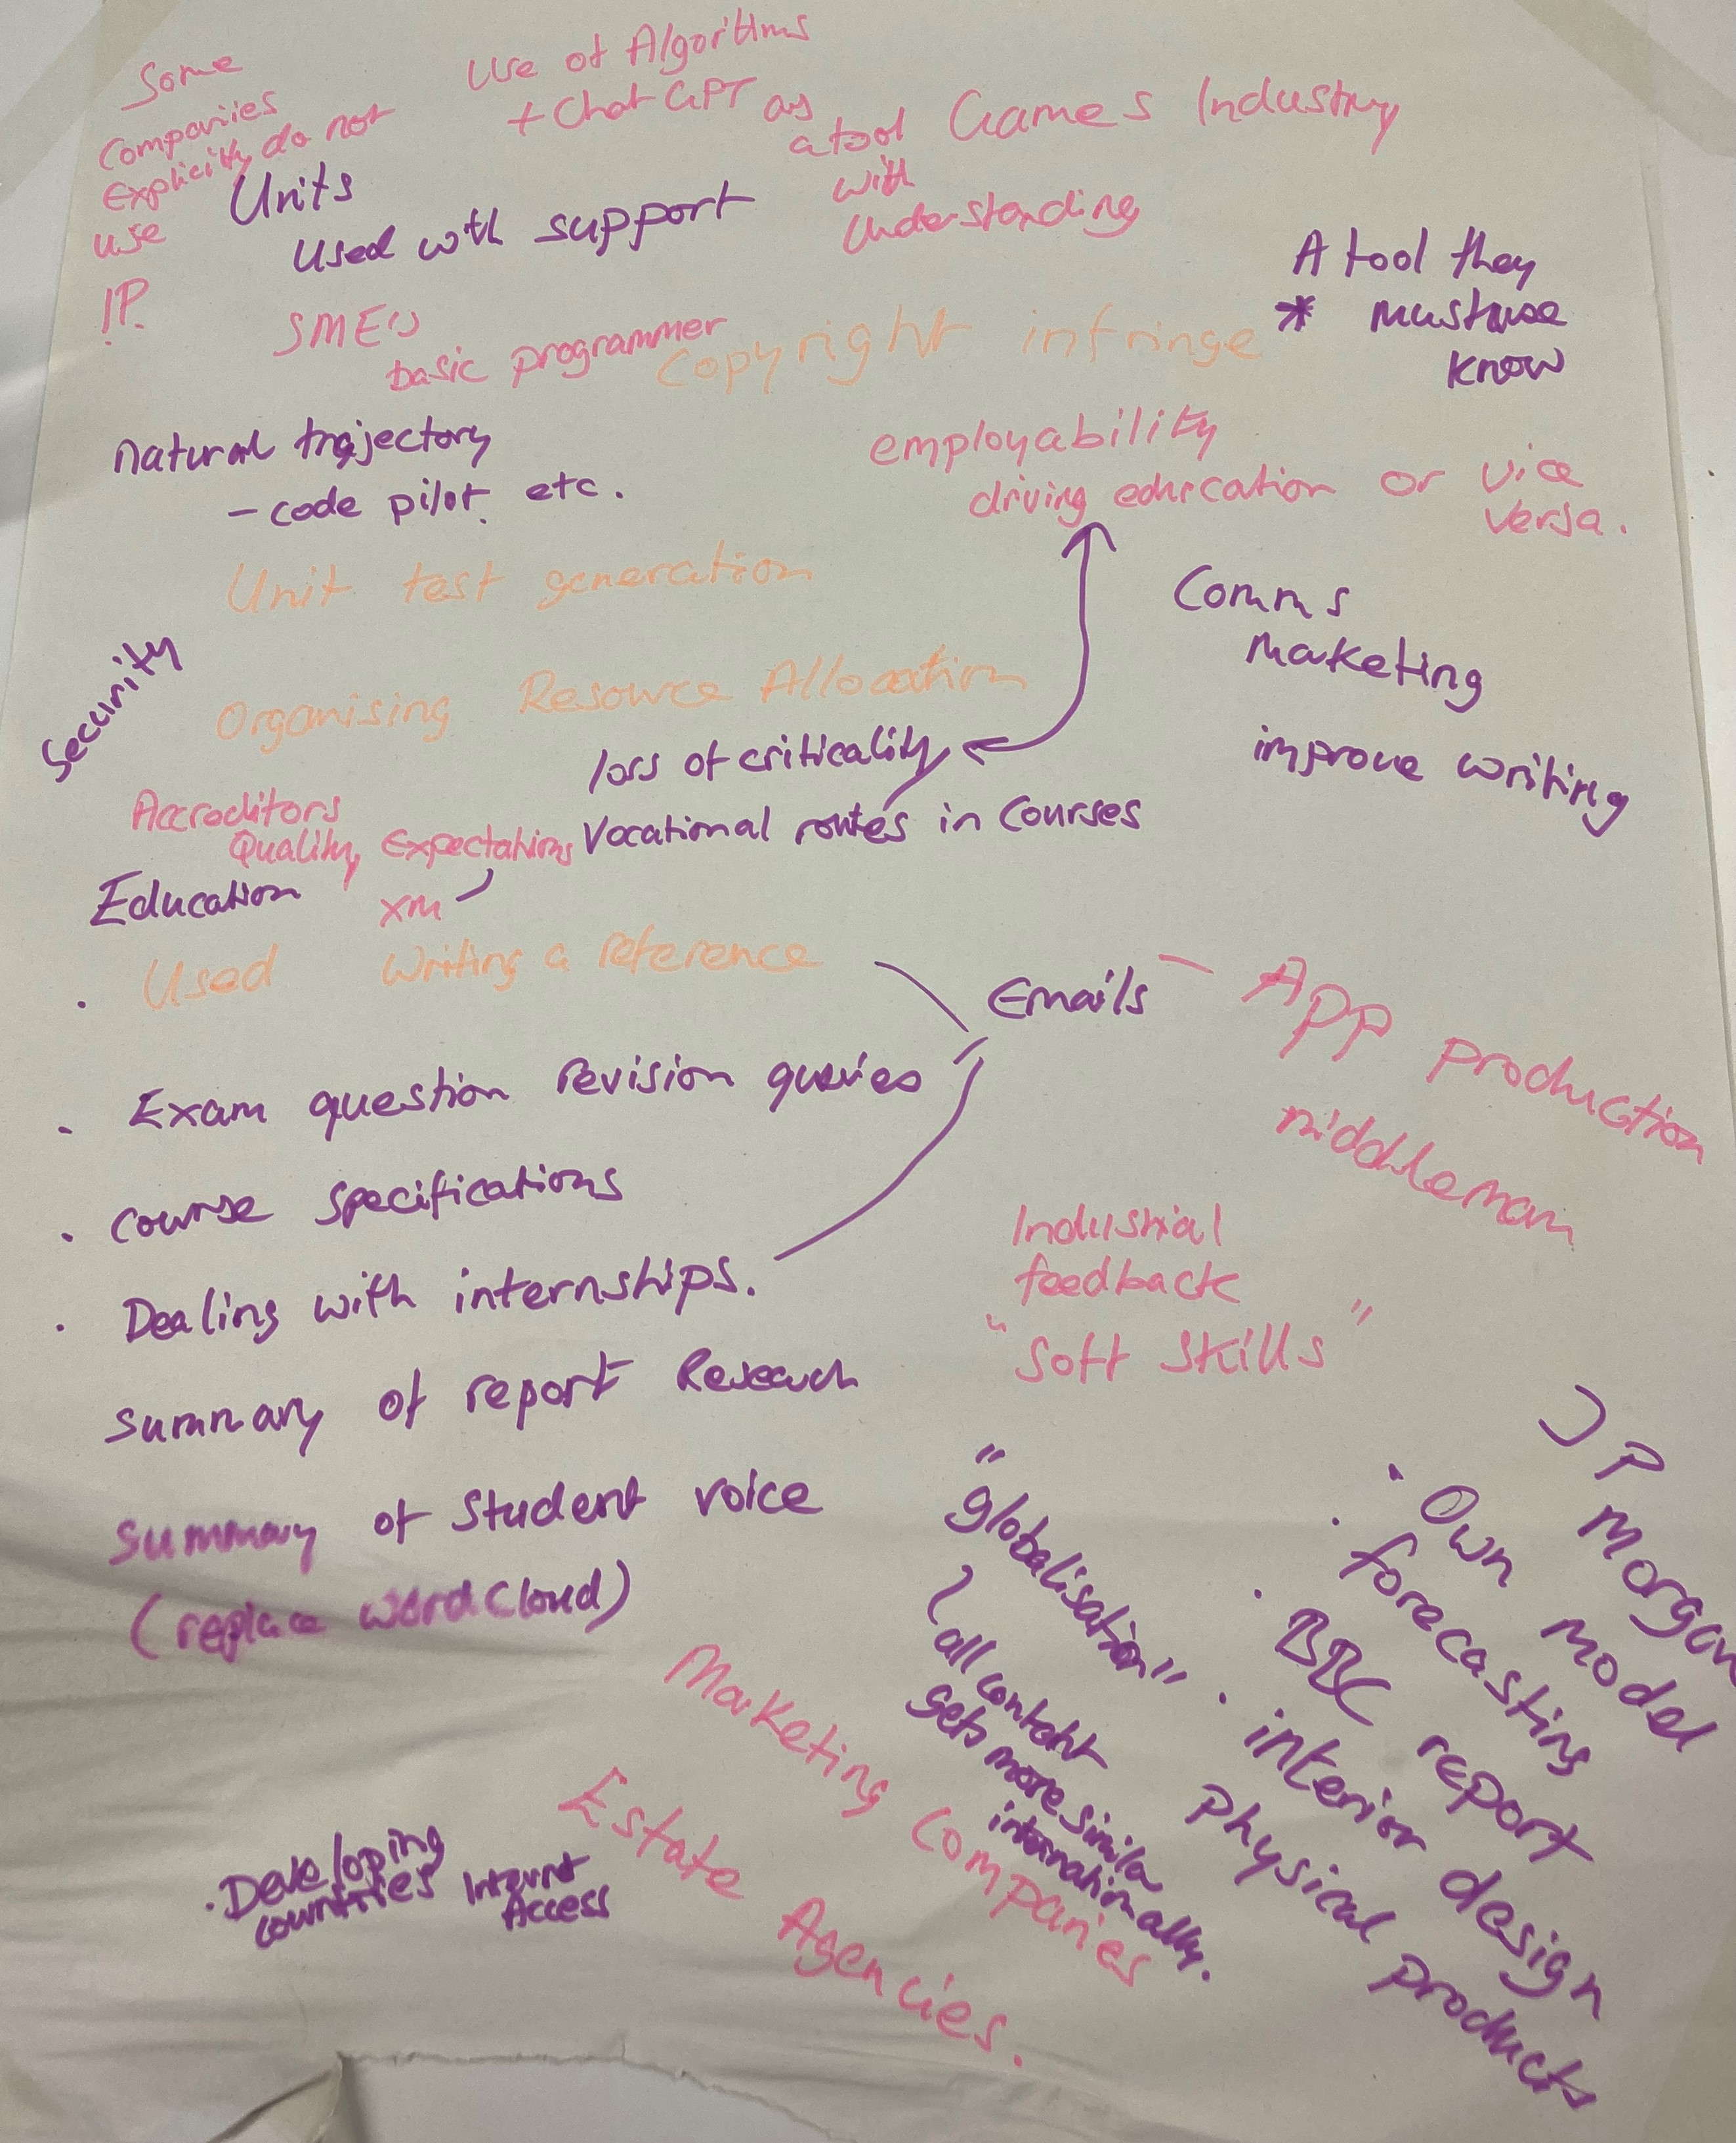 Some
Companiies
Explicitly do not
use
IP.
Use of Algorithms
+ Chat GPT as
a tool
with
Understanding
Games Industry
Units
Used with support
A tool they
* must use
know
SME's
basic programmer
Copyright infringe
natural trajectory
- code pilot. etc.
employability
driving education or vice
versa.
Unit test generation
Comms
Marketing
improve writing
Security
Organising Resource Allocation
loss of criticality
Vocational routes in Courses
Accreditors
Quality Expectations
Education
Used Writing a reference
Emails - App production
middleman
. Exam question revision queries
. course specifications
. Dealing with internships.
Industrial
feedback
"Soft Skills"
summary of report Research
summary of student voice
(replace word cloud)
"globalisation"
all content
gets more similar
internationally.
JP Morgan
. Own model
. forecasting
. BBC report
. interior design
Physical products
Marketing Companies
Estate Agencies.
. Developing
countries
Internet
Access